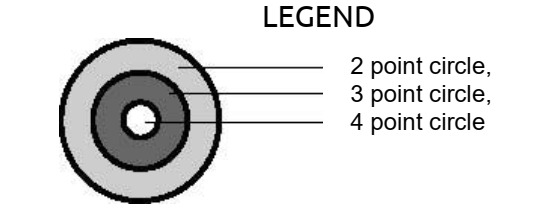 LEGEND
2 point circle,
3 point circle,
4 point circle